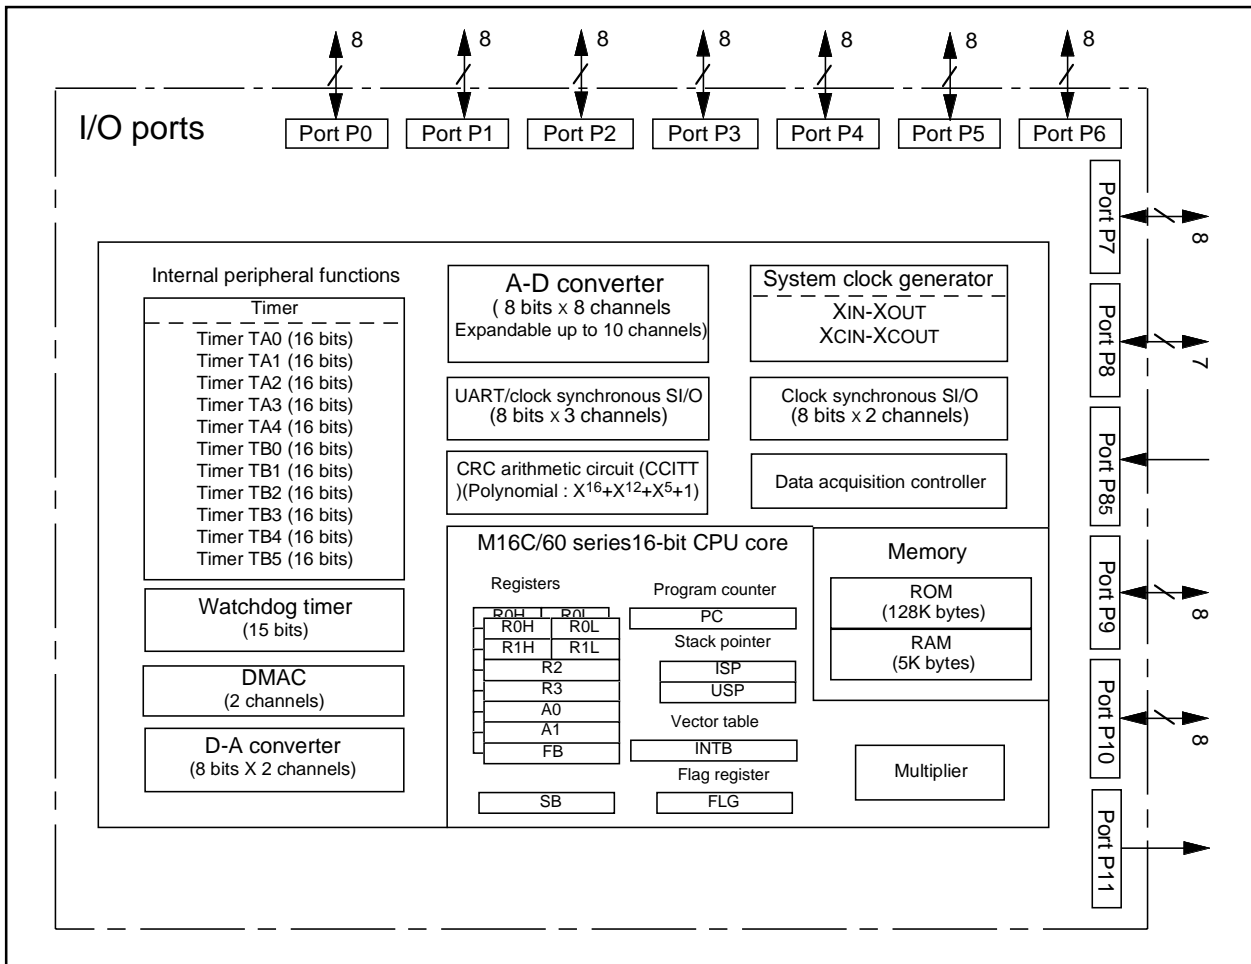 8 8 8 8 8 8 8
I/O ports
Port P0 Port P1 Port P2 Port P3 Port P4 Port P5 Port P6
Port P7
8
Port P8
7
Port P85
Port P9
8
Port P10
8
Port P11
Internal peripheral functions
Timer
Timer TA0 (16 bits)
Timer TA1 (16 bits)
Timer TA2 (16 bits)
Timer TA3 (16 bits)
Timer TA4 (16 bits)
Timer TB0 (16 bits)
Timer TB1 (16 bits)
Timer TB2 (16 bits)
Timer TB3 (16 bits)
Timer TB4 (16 bits)
Timer TB5 (16 bits)
Watchdog timer
(15 bits)
DMAC
(2 channels)
D-A converter
(8 bits X 2 channels)
A-D converter
( 8 bits x 8 channels
Expandable up to 10 channels)
UART/clock synchronous SI/O
(8 bits x 3 channels)
CRC arithmetic circuit (CCITT
)(Polynomial : X16+X12+X5+1)
System clock generator
XIN-XOUT
XCIN-XCOUT
Clock synchronous SI/O
(8 bits x 2 channels)
Data acquisition controller
M16C/60 series16-bit CPU core
Registers
R0H R0L
R0H R0L
R1H R1L
R2
R3
A0
A1
FB
SB
Program counter
PC
Stack pointer
ISP
USP
Vector table
INTB
Flag register
FLG
Memory
ROM
(128K bytes)
RAM
(5K bytes)
Multiplier